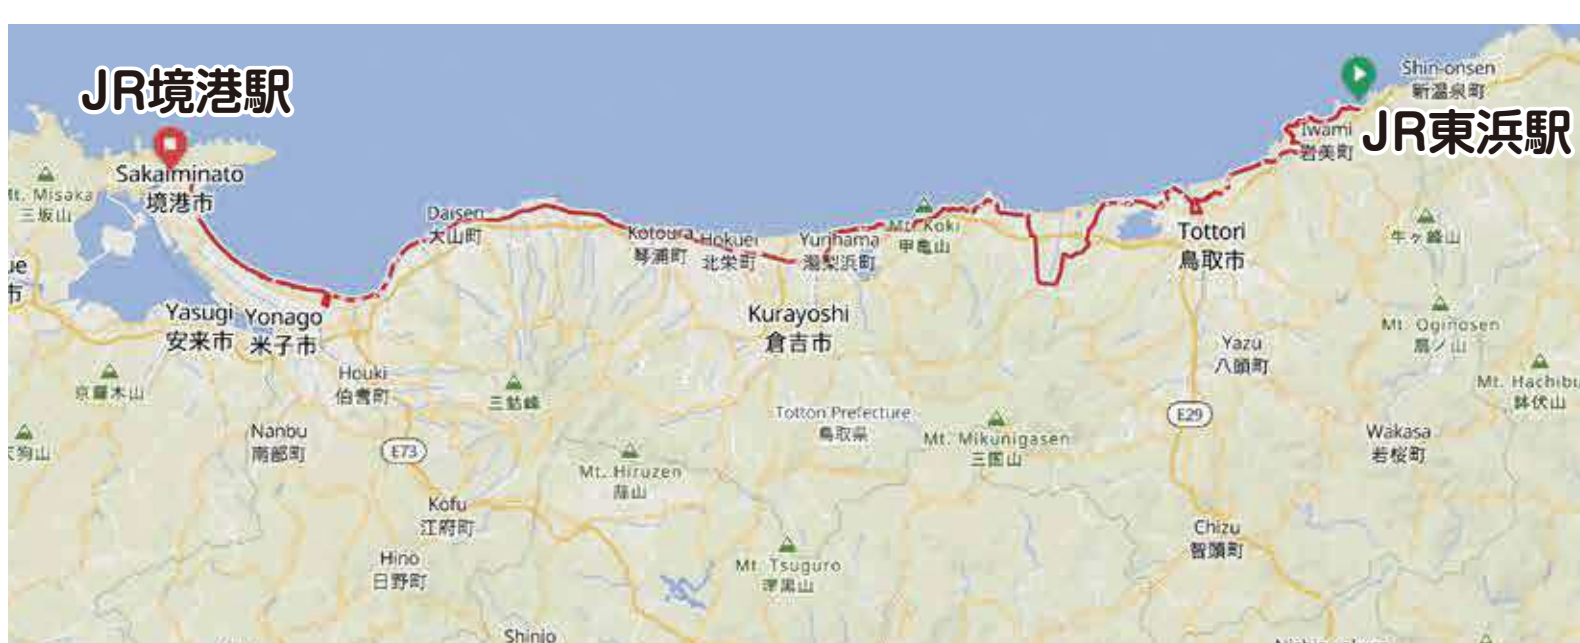 JR境港駅
Shin-onsen
新温泉町
JR東浜駅
Iwami
岩美町
Sakaiminato
境港市
Mt. Misaka
三坂山
Daisen
大山町
Kotoura
琴浦町
Hokuei
北栄町
Yurihama
湯梨浜町
Mt. Koki
甲亀山
Tottori
鳥取市
牛ヶ峰山
Yasugi
安来市
Yonago
米子市
Kurayoshi
倉吉市
Mt. Oginosen
扇ノ山
Yazu
八頭町
Houki
伯耆町
京羅木山
三鈷峰
Mt. Hachibu
鉢伏山
Tottori Prefecture
鳥取県
E29
Nanbu
南部町
E73
Mt. Mikunigasen
三国山
Wakasa
若桜町
Mt. Hiruzen
蒜山
Kofu
江府町
Chizu
智頭町
Hino
日野町
Mt. Tsuguro
津黒山
Shinjo